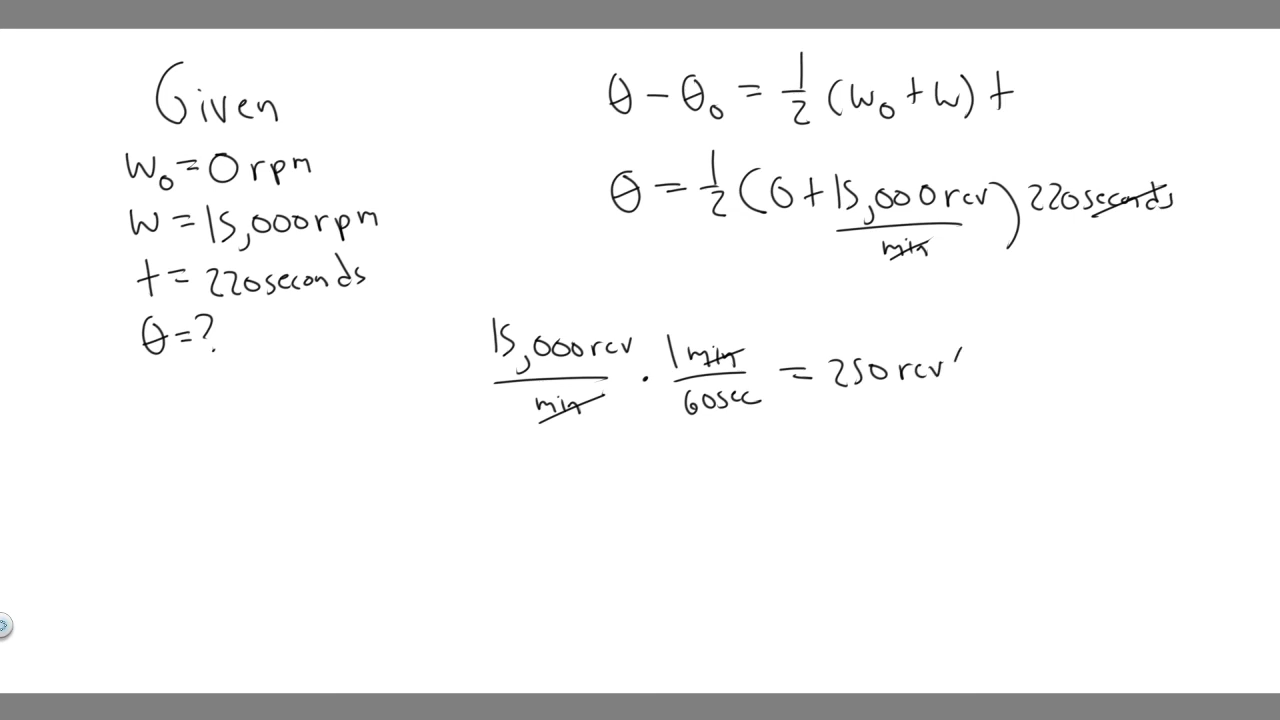 Given
w₀ = 0 rpm
w = 15,000 rpm
t = 220 seconds
θ = ?
θ - θ₀ = 1/2 (w₀ + w) t
θ = 1/2 (0 + 15,000 rev/min) 220 seconds
15,000 rev/min · 1 min/60 sec = 250 rev/